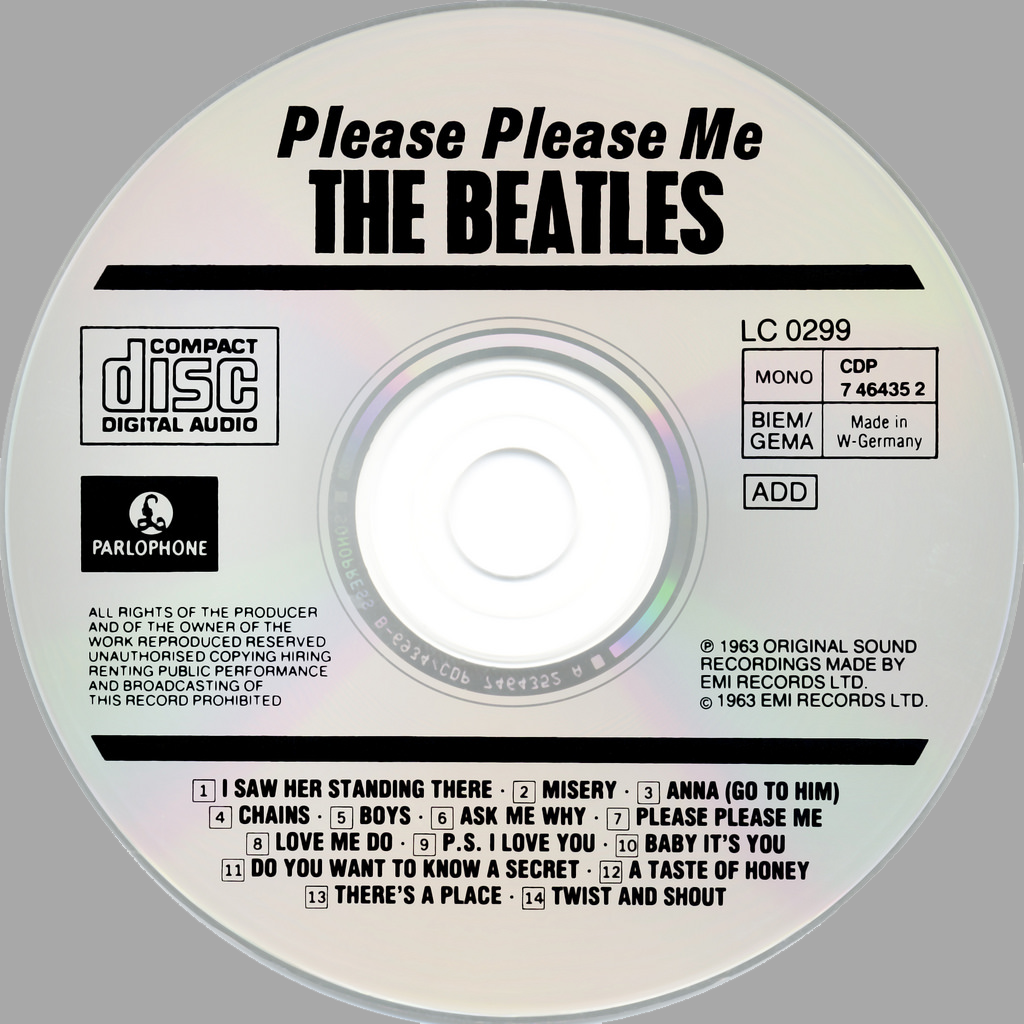 Please Please Me
THE BEATLES
COMPACT
disc
DIGITAL AUDIO
LC 0299
MONO
CDP
7 46435 2
BIEM/
GEMA
Made in
W-Germany
ADD
PARLOPHONE
ALL RIGHTS OF THE PRODUCER
AND OF THE OWNER OF THE
WORK REPRODUCED RESERVED
UNAUTHORISED COPYING HIRING
RENTING PUBLIC PERFORMANCE
AND BROADCASTING OF
THIS RECORD PROHIBITED
℗ 1963 ORIGINAL SOUND
RECORDINGS MADE BY
EMI RECORDS LTD.
© 1963 EMI RECORDS LTD.
1 I SAW HER STANDING THERE · 2 MISERY · 3 ANNA (GO TO HIM)
4 CHAINS · 5 BOYS · 6 ASK ME WHY · 7 PLEASE PLEASE ME
8 LOVE ME DO · 9 P.S. I LOVE YOU · 10 BABY IT'S YOU
11 DO YOU WANT TO KNOW A SECRET · 12 A TASTE OF HONEY
13 THERE'S A PLACE · 14 TWIST AND SHOUT